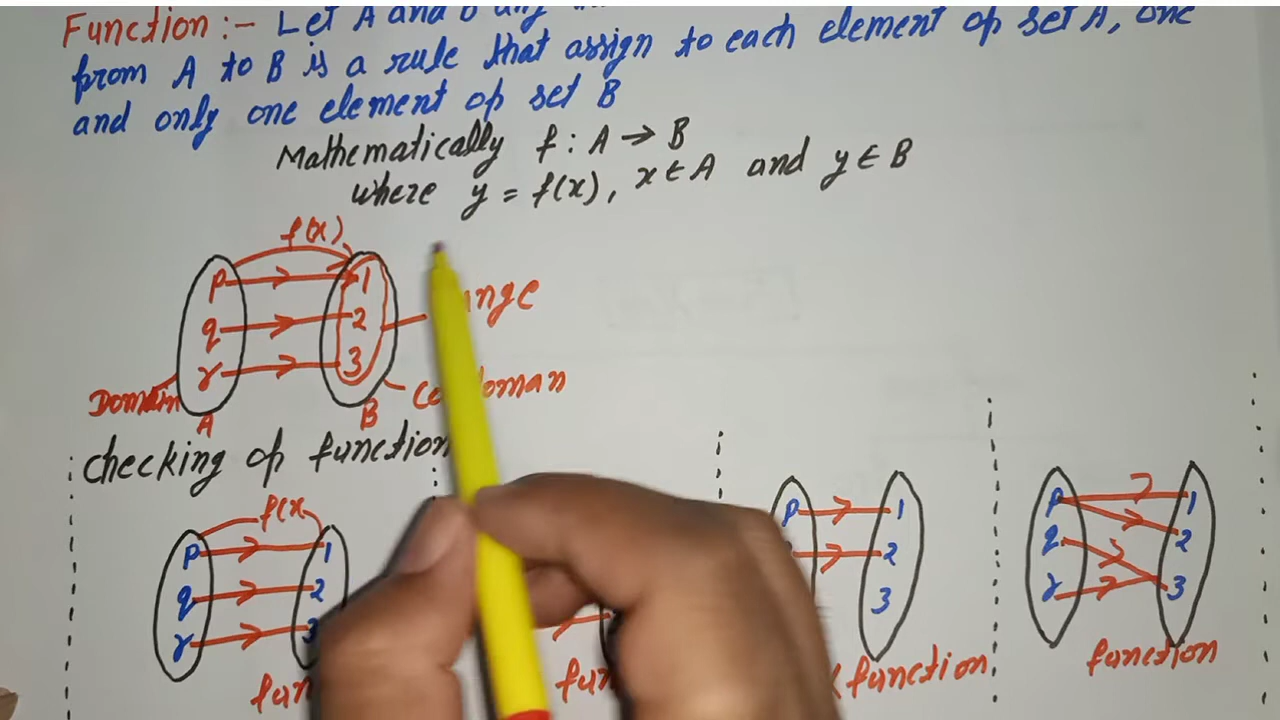 Function :- Let A and B any
from A to B is a rule that assign to each element of set A, one
and only one element of set B
Mathematically f : A → B
where y = f(x), x ∈ A and y ∈ B
f(x)
p 1
q 2
r 3
Domain
A B
checking of function
f(x
p 1
q 2
r 3
p 1
2
3
function
p 1
q 2
r 3
function